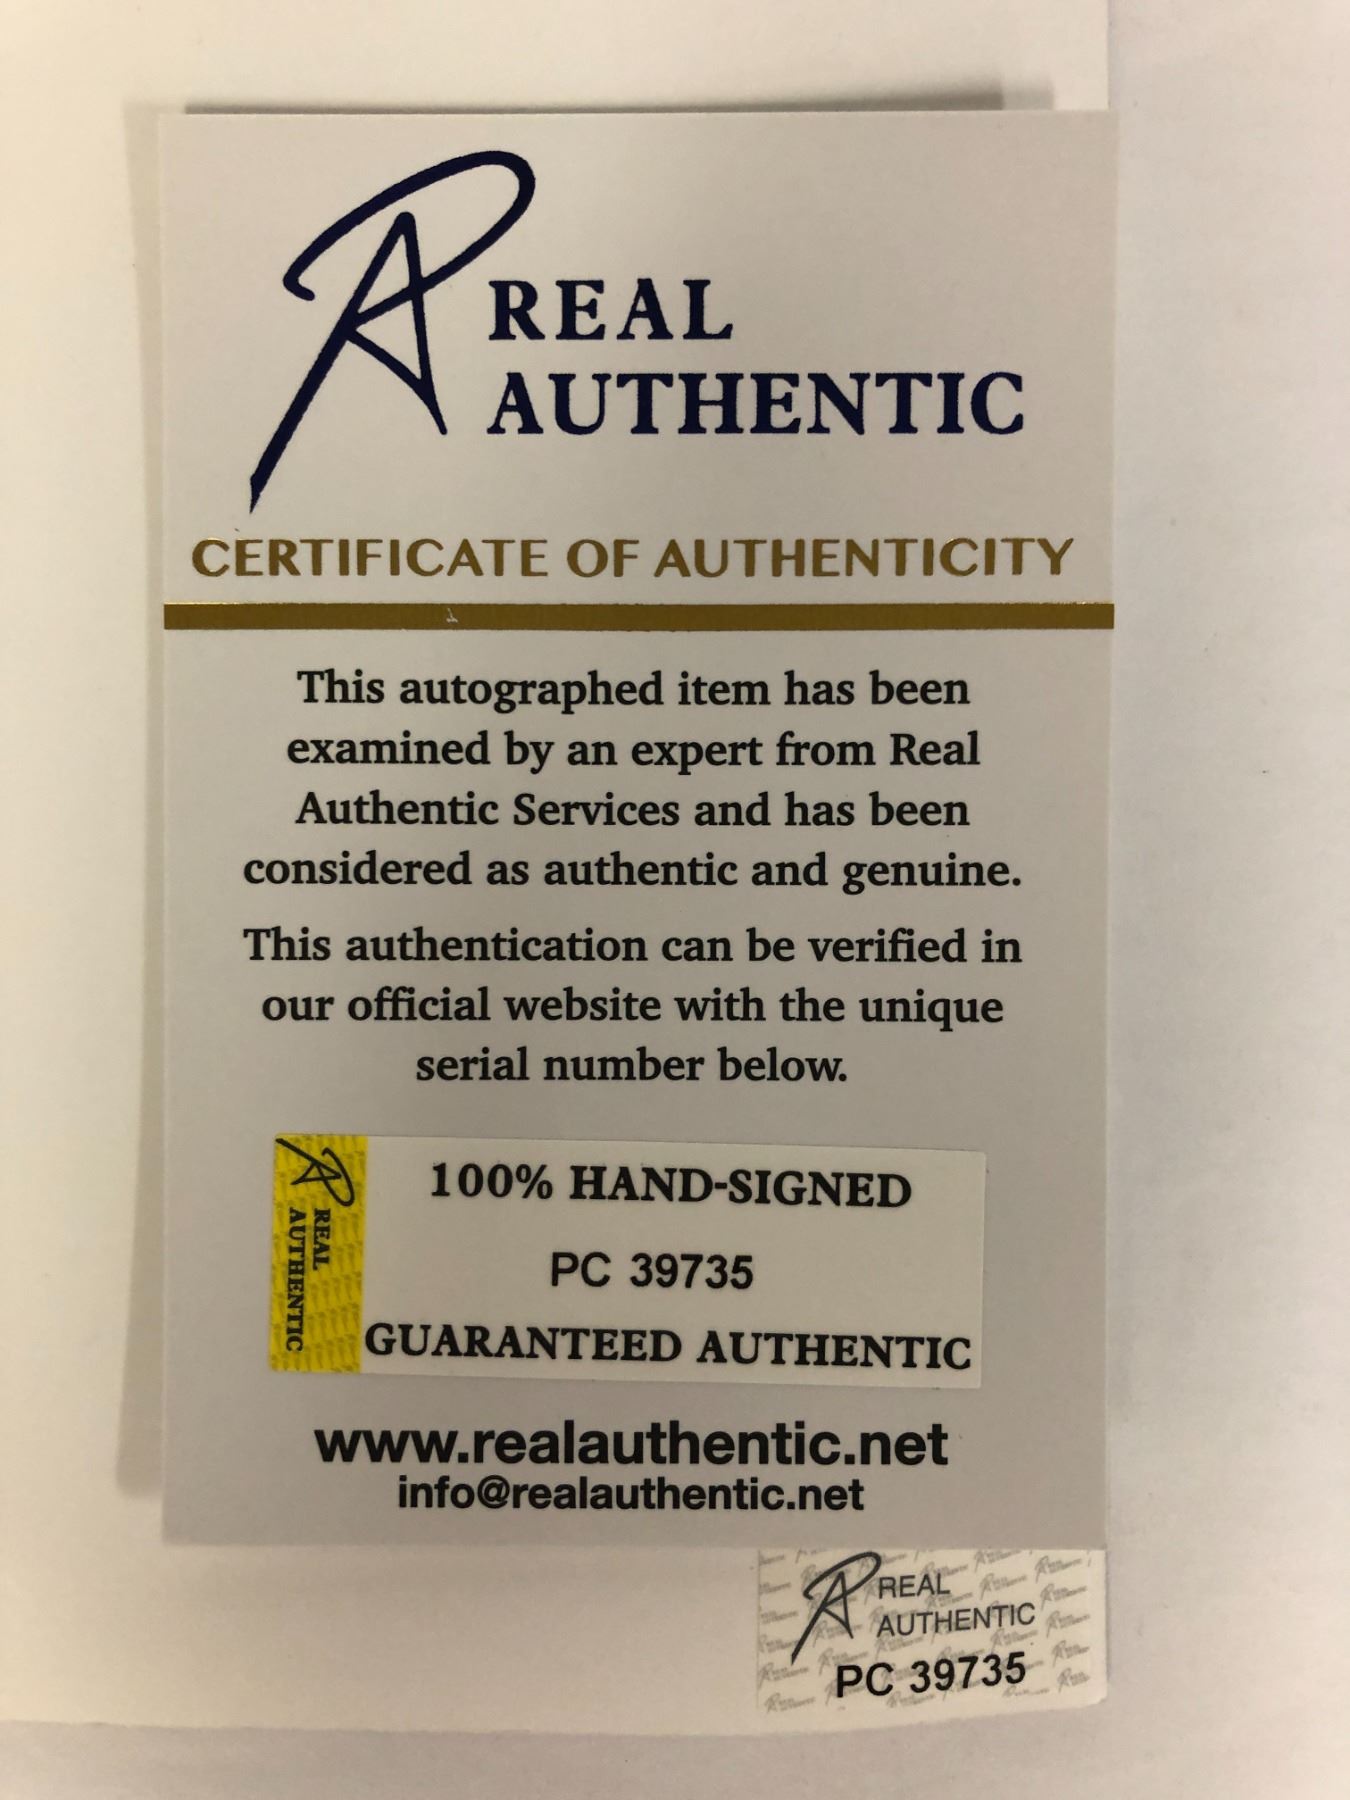 REAL
AUTHENTIC
CERTIFICATE OF AUTHENTICITY
This autographed item has been
examined by an expert from Real
Authentic Services and has been
considered as authentic and genuine.
This authentication can be verified in
our official website with the unique
serial number below.
REAL
AUTHENTIC
100% HAND-SIGNED
PC 39735
GUARANTEED AUTHENTIC
www.realauthentic.net
info@realauthentic.net
REAL
AUTHENTIC
PC 39735